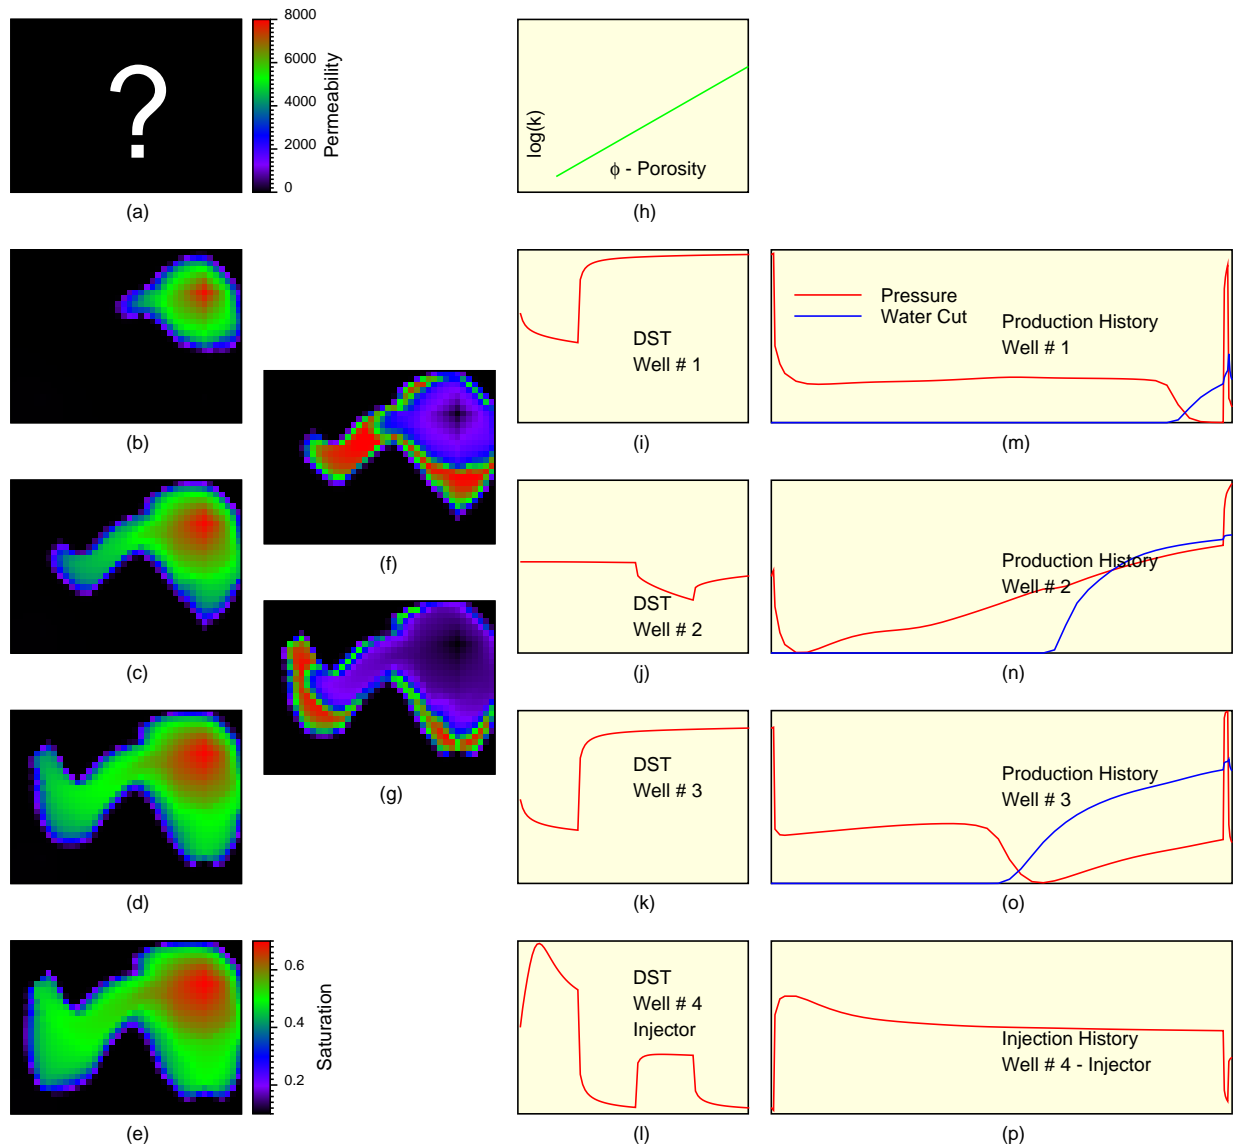 ?
8000
6000
4000
2000
0
Permeability
(a)
log(k)
ϕ - Porosity
(h)
(b)
DST
Well # 1
(i)
Pressure
Water Cut
Production History
Well # 1
(m)
(f)
(c)
DST
Well # 2
(j)
Production History
Well # 2
(n)
(g)
(d)
DST
Well # 3
(k)
Production History
Well # 3
(o)
0.6
0.4
0.2
Saturation
(e)
DST
Well # 4
Injector
(l)
Injection History
Well # 4 - Injector
(p)